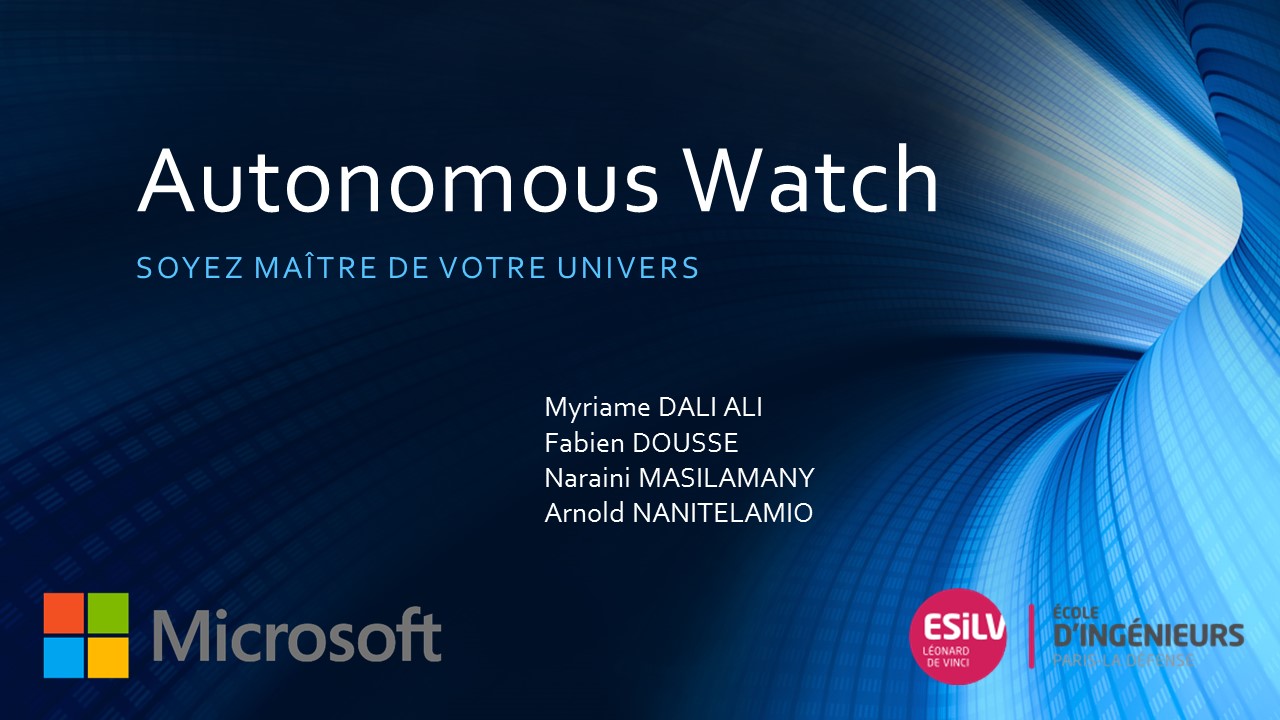 Autonomous Watch
SOYEZ MAÎTRE DE VOTRE UNIVERS
Myriame DALI ALI
Fabien DOUSSE
Naraini MASILAMANY
Arnold NANITELAMIO
Microsoft
ESiLV
LÉONARD
DE VINCI
ÉCOLE
D'INGÉNIEURS
PARIS-LA DÉFENSE